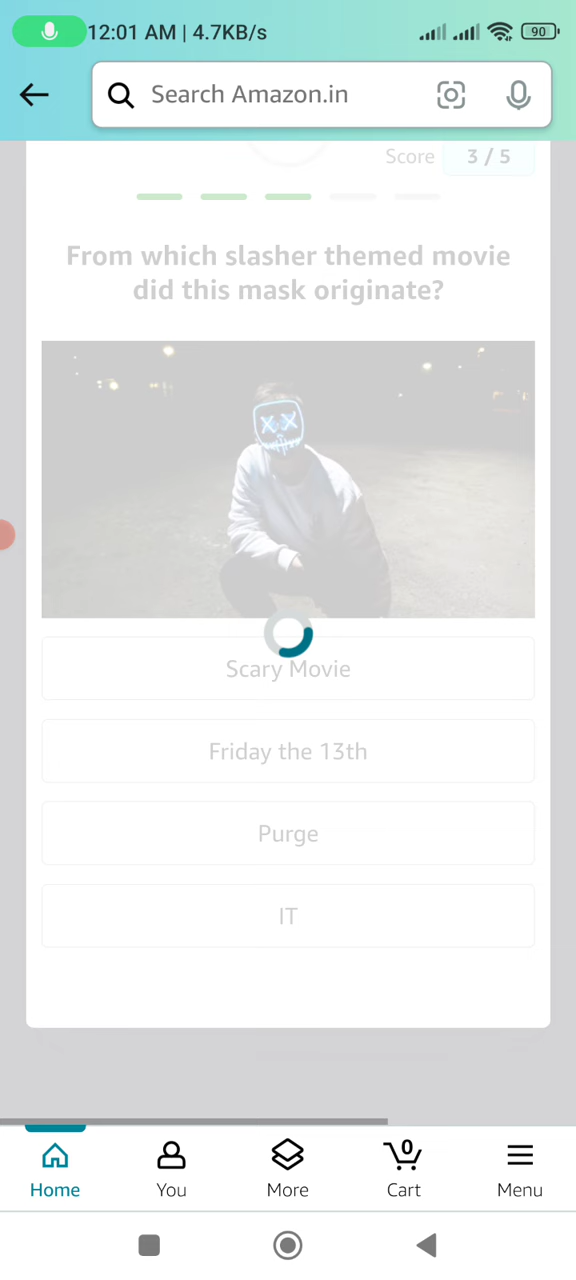 12:01 AM | 4.7KB/s
90
Search Amazon.in
Score 3 / 5
From which slasher themed movie
did this mask originate?
Scary Movie
Friday the 13th
Purge
IT
0
Home You More Cart Menu